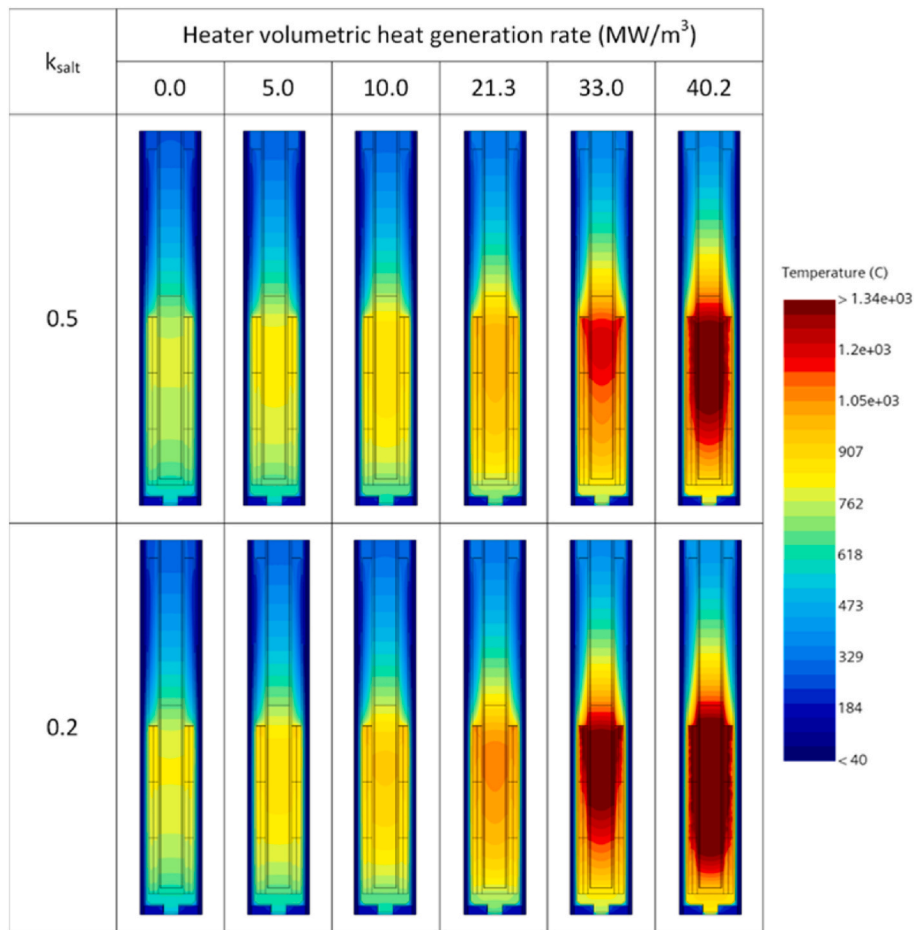 k_salt
Heater volumetric heat generation rate (MW/m³)
0.0 5.0 10.0 21.3 33.0 40.2
0.5
0.2
Temperature (C)
> 1.34e+03
1.2e+03
1.05e+03
907
762
618
473
329
184
< 40